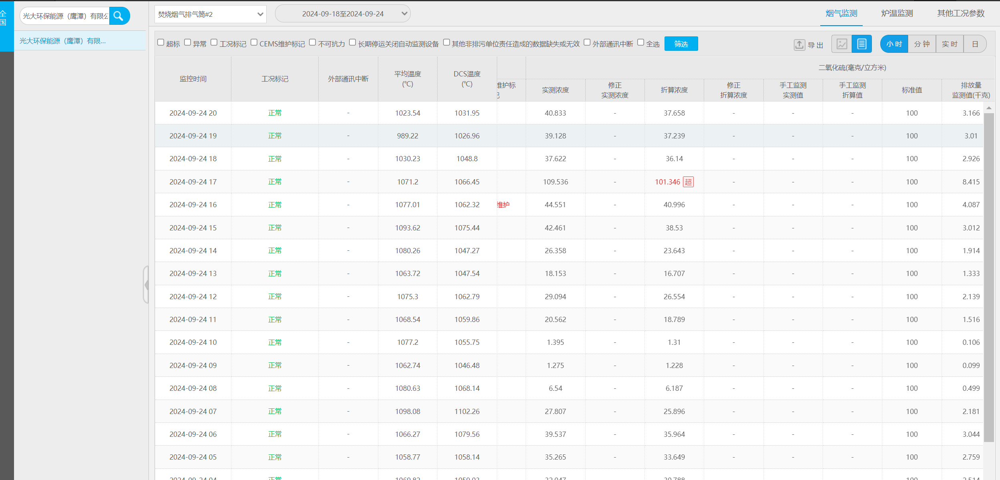 全国
光大环保能源（鹰潭）有限公
光大环保能源（鹰潭）有限...
焚烧烟气排气筒#2
2024-09-18至2024-09-24
烟气监测 炉温监测 其他工况参数
超标 异常 工况标记 CEMS维护标记 不可抗力 长期停运关闭自动监测设备 其他非排污单位责任造成的数据缺失或无效 外部通讯中断 全选 筛选
导 出 小 时 分 钟 实 时 日
监控时间 工况标记 外部通讯中断 平均温度(℃) DCS温度(℃) 维护标 二氧化硫(毫克/立方米)
实测浓度 修正实测浓度 折算浓度 修正折算浓度 手工监测实测值 手工监测折算值 标准值 排放量监测值(千克)
2024-09-24 20 正常 - 1023.54 1031.95 40.833 - 37.658 - - - 100 3.166
2024-09-24 19 正常 - 989.22 1026.96 39.128 - 37.239 - - - 100 3.01
2024-09-24 18 正常 - 1030.23 1048.8 37.622 - 36.14 - - - 100 2.926
2024-09-24 17 正常 - 1071.2 1066.45 109.536 - 101.346 超 - - - 100 8.415
2024-09-24 16 正常 - 1077.01 1062.32 维护 44.551 - 40.996 - - - 100 4.087
2024-09-24 15 正常 - 1093.62 1075.44 42.461 - 38.53 - - - 100 3.012
2024-09-24 14 正常 - 1080.26 1047.27 26.358 - 23.643 - - - 100 1.914
2024-09-24 13 正常 - 1063.72 1047.54 18.153 - 16.707 - - - 100 1.333
2024-09-24 12 正常 - 1075.3 1062.79 29.094 - 26.554 - - - 100 2.139
2024-09-24 11 正常 - 1068.54 1059.86 20.562 - 18.789 - - - 100 1.516
2024-09-24 10 正常 - 1077.2 1055.75 1.395 - 1.31 - - - 100 0.106
2024-09-24 09 正常 - 1062.74 1046.48 1.275 - 1.228 - - - 100 0.099
2024-09-24 08 正常 - 1080.63 1068.14 6.54 - 6.187 - - - 100 0.499
2024-09-24 07 正常 - 1098.08 1102.26 27.807 - 25.896 - - - 100 2.181
2024-09-24 06 正常 - 1066.27 1079.56 39.537 - 35.964 - - - 100 3.044
2024-09-24 05 正常 - 1058.77 1058.14 35.265 - 33.649 - - - 100 2.759